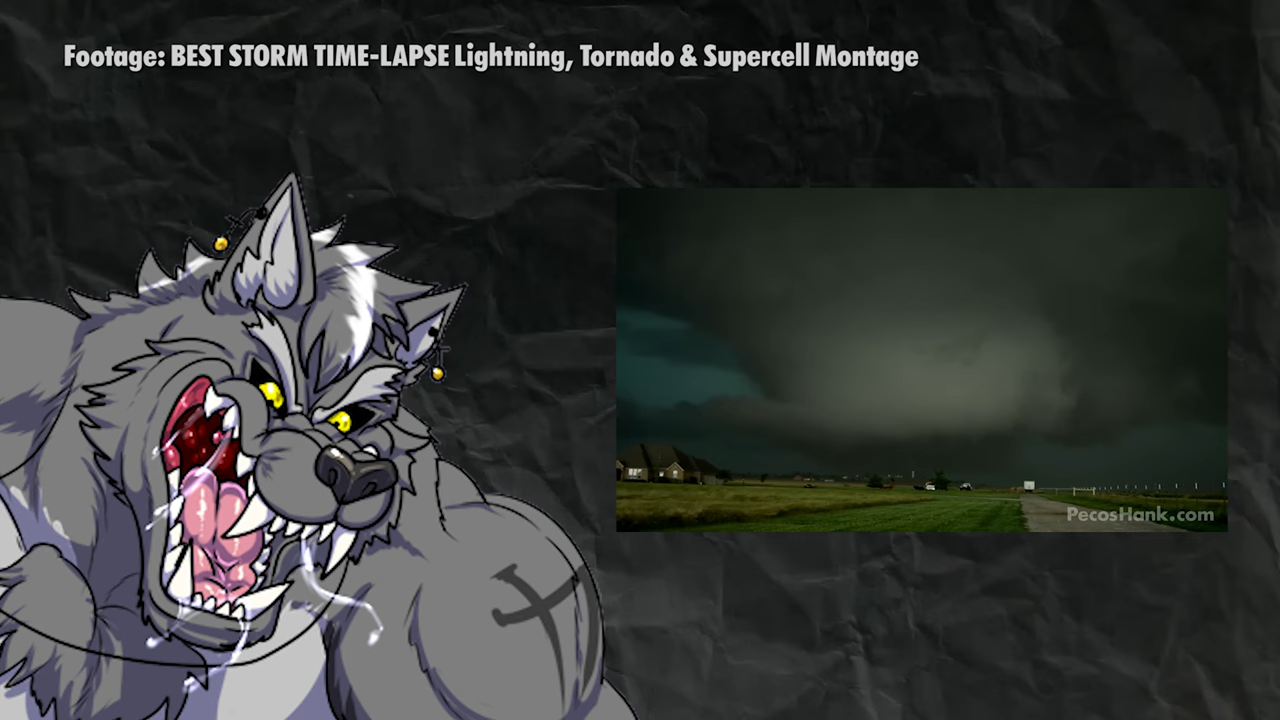 Footage: BEST STORM TIME-LAPSE Lightning, Tornado & Supercell Montage
PecosHank.com